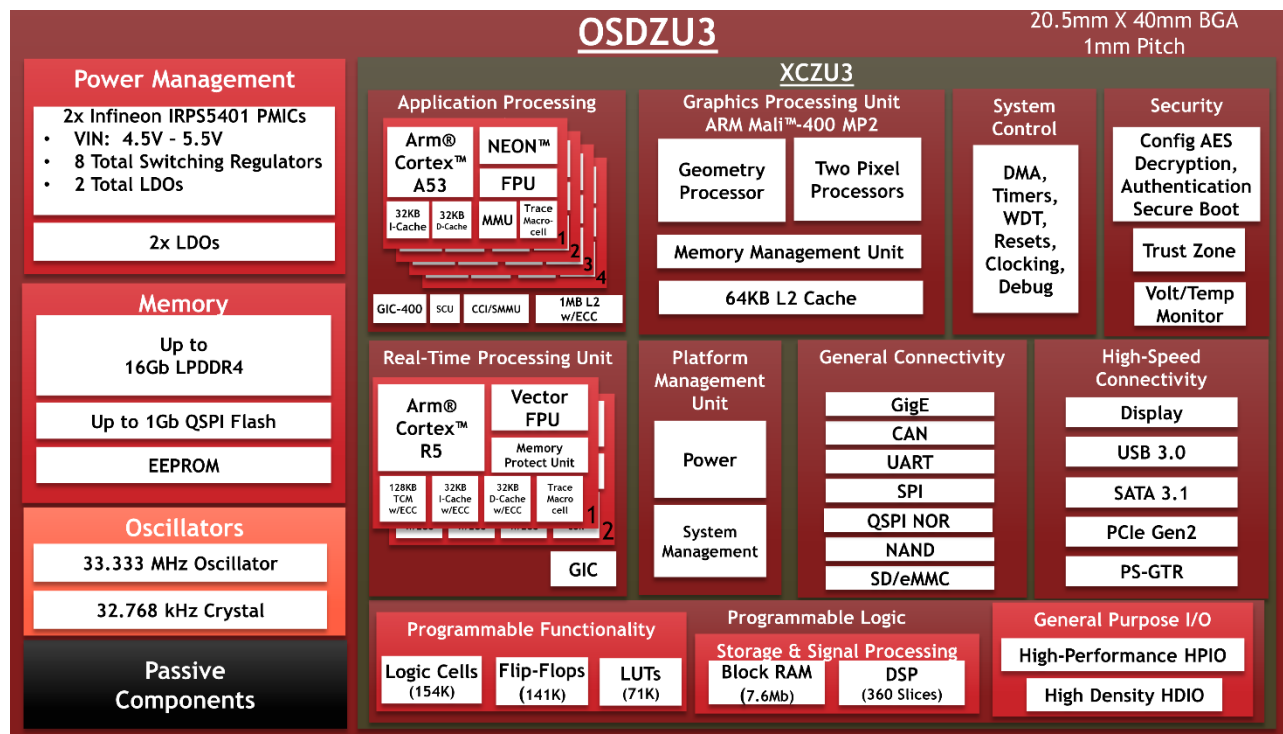 OSDZU3
20.5mm X 40mm BGA
1mm Pitch
Power Management
2x Infineon IRPS5401 PMICs
• VIN: 4.5V – 5.5V
• 8 Total Switching Regulators
• 2 Total LDOs
2x LDOs
Memory
Up to
16Gb LPDDR4
Up to 1Gb QSPI Flash
EEPROM
Oscillators
33.333 MHz Oscillator
32.768 kHz Crystal
Passive
Components
XCZU3
Application Processing
Arm®
Cortex™
A53
NEON™
FPU
32KB
I-Cache
32KB
D-Cache
MMU
Trace
Macro-
cell
1
2
3
4
GIC-400
SCU
CCI/SMMU
1MB L2
w/ECC
Graphics Processing Unit
ARM Mali™-400 MP2
Geometry
Processor
Two Pixel
Processors
Memory Management Unit
64KB L2 Cache
System
Control
DMA,
Timers,
WDT,
Resets,
Clocking,
Debug
Security
Config AES
Decryption,
Authentication
Secure Boot
Trust Zone
Volt/Temp
Monitor
Real-Time Processing Unit
Arm®
Cortex™
R5
Vector
FPU
Memory
Protect Unit
128KB
TCM
w/ECC
32KB
I-Cache
w/ECC
32KB
D-Cache
w/ECC
Trace
Macro
cell
1
2
GIC
Platform
Management
Unit
Power
System
Management
General Connectivity
GigE
CAN
UART
SPI
QSPI NOR
NAND
SD/eMMC
High-Speed
Connectivity
Display
USB 3.0
SATA 3.1
PCIe Gen2
PS-GTR
Programmable Logic
Programmable Functionality
Logic Cells
(154K)
Flip-Flops
(141K)
LUTs
(71K)
Storage & Signal Processing
Block RAM
(7.6Mb)
DSP
(360 Slices)
General Purpose I/O
High-Performance HPIO
High Density HDIO